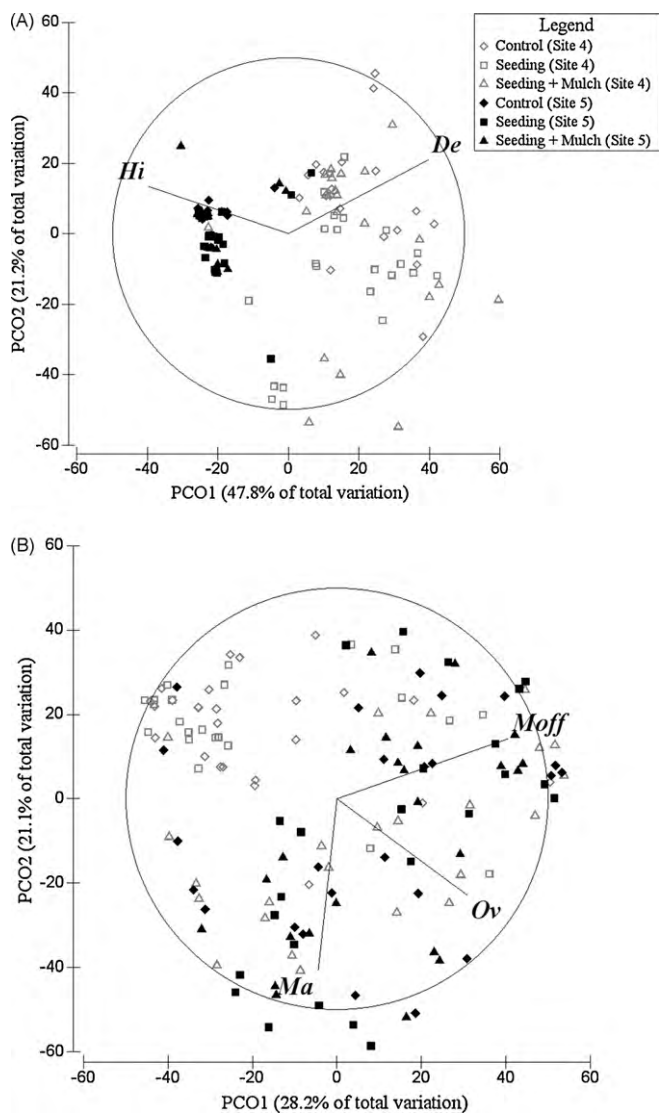 (A)
Legend
Control (Site 4)
Seeding (Site 4)
Seeding + Mulch (Site 4)
Control (Site 5)
Seeding (Site 5)
Seeding + Mulch (Site 5)
60
40
20
0
-20
-40
-60
PCO2 (21.2% of total variation)
Hi
De
-60 -40 -20 0 20 40 60
PCO1 (47.8% of total variation)
(B)
60
40
20
0
-20
-40
-60
PCO2 (21.1% of total variation)
Moff
Ov
Ma
-60 -40 -20 0 20 40 60
PCO1 (28.2% of total variation)